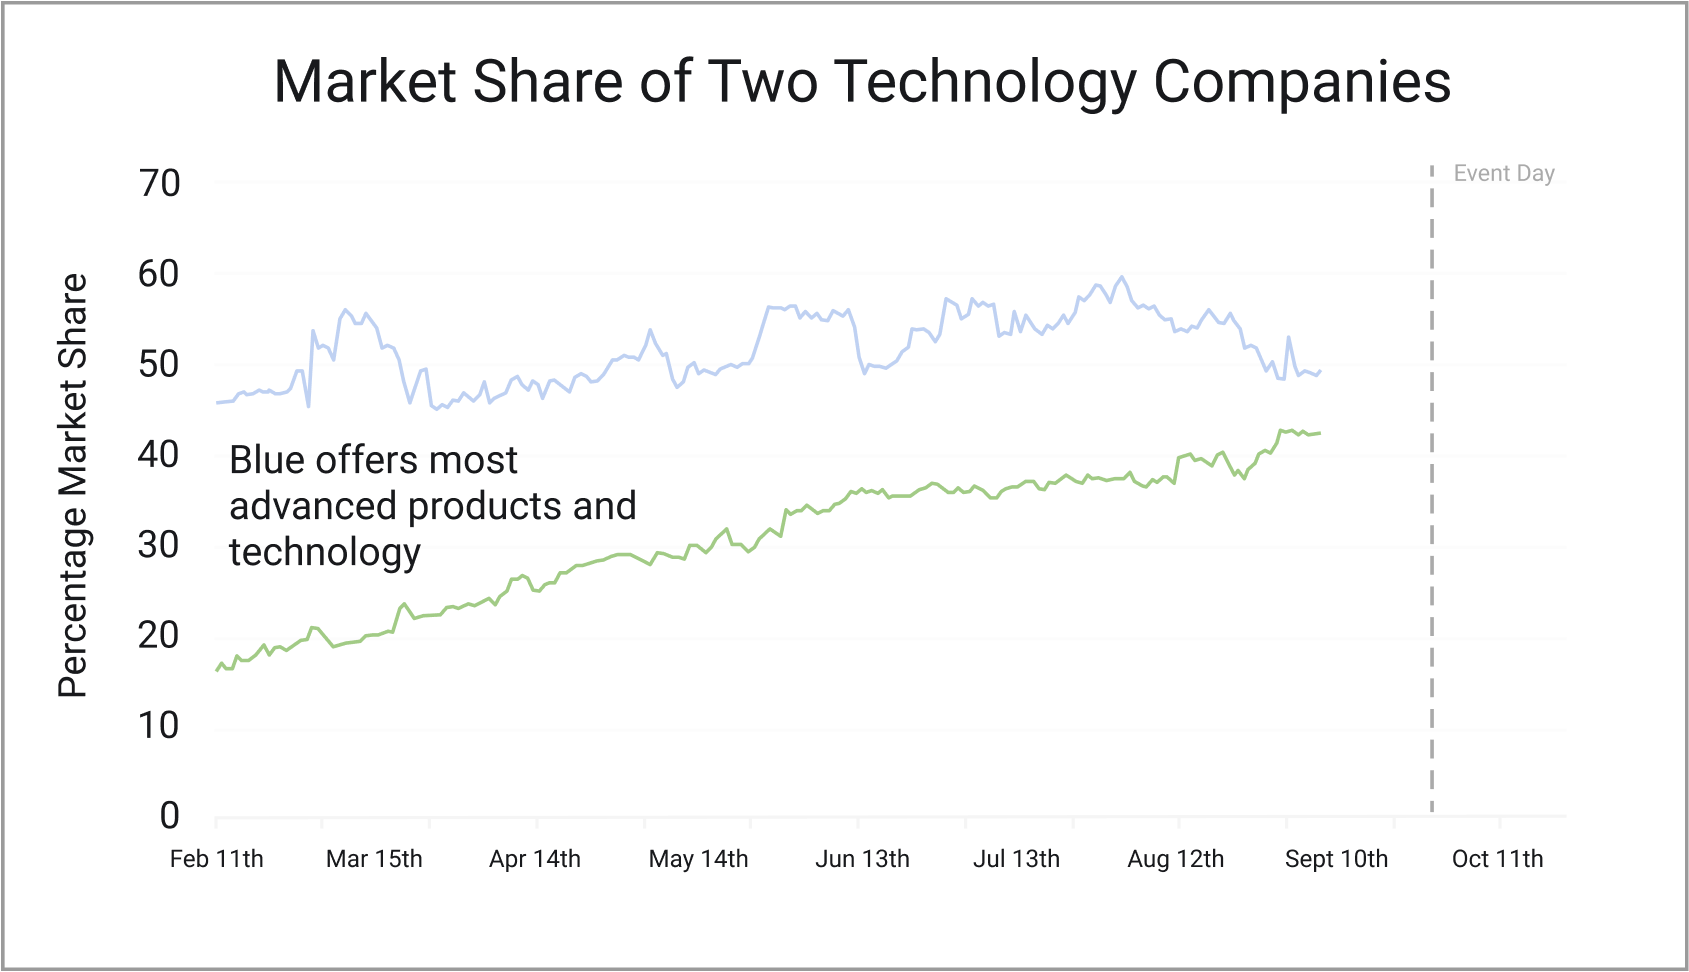 Market Share of Two Technology Companies
Event Day
Percentage Market Share
70
60
50
40
30
20
10
0
Blue offers most
advanced products and
technology
Feb 11th Mar 15th Apr 14th May 14th Jun 13th Jul 13th Aug 12th Sept 10th Oct 11th